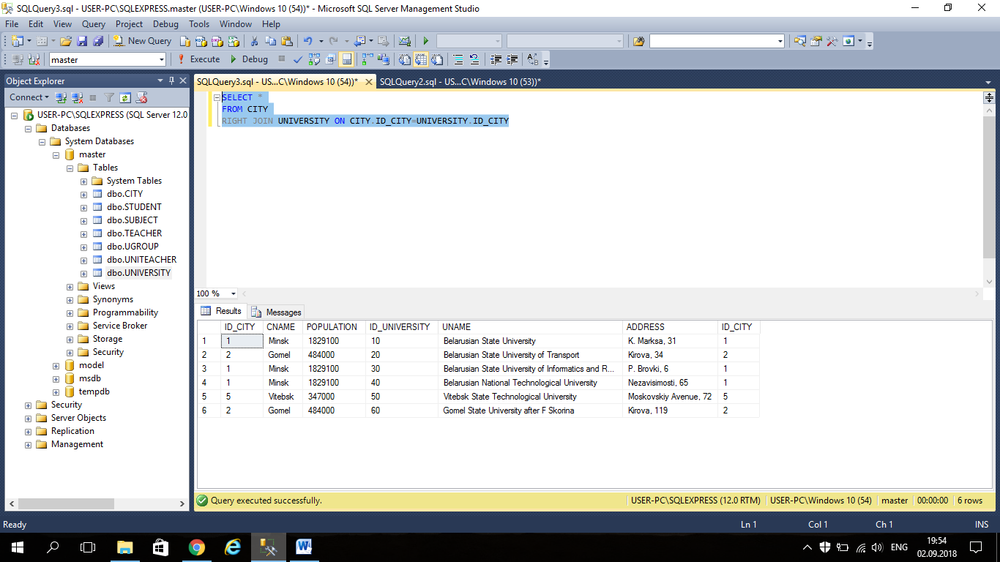 SQLQuery3.sql - USER-PC\SQLEXPRESS.master (USER-PC\Windows 10 (54))* - Microsoft SQL Server Management Studio
File Edit View Query Project Debug Tools Window Help
New Query
master Execute Debug
Object Explorer
Connect
USER-PC\SQLEXPRESS (SQL Server 12.0
Databases
System Databases
master
Tables
System Tables
dbo.CITY
dbo.STUDENT
dbo.SUBJECT
dbo.TEACHER
dbo.UGROUP
dbo.UNITEACHER
dbo.UNIVERSITY
Views
Synonyms
Programmability
Service Broker
Storage
Security
model
msdb
tempdb
Security
Server Objects
Replication
Management
SQLQuery3.sql - US...C\Windows 10 (54))* SQLQuery2.sql - US...C\Windows 10 (53))*
SELECT *
FROM CITY
RIGHT JOIN UNIVERSITY ON CITY.ID_CITY=UNIVERSITY.ID_CITY
100 %
Results Messages
ID_CITY CNAME POPULATION ID_UNIVERSITY UNAME ADDRESS ID_CITY
1 1 Minsk 1829100 10 Belarusian State University K. Marksa, 31 1
2 2 Gomel 484000 20 Belarusian State University of Transport Kirova, 34 2
3 1 Minsk 1829100 30 Belarusian State University of Informatics and R... P. Brovki, 6 1
4 1 Minsk 1829100 40 Belarusian National Technological University Nezavisimosti, 65 1
5 5 Vitebsk 347000 50 Vitebsk State Technological University Moskovskiy Avenue, 72 5
6 2 Gomel 484000 60 Gomel State University after F Skorina Kirova, 119 2
Query executed successfully. USER-PC\SQLEXPRESS (12.0 RTM) USER-PC\Windows 10 (54) master 00:00:00 6 rows
Ready Ln 1 Col 1 Ch 1 INS
ENG 19:54
02.09.2018